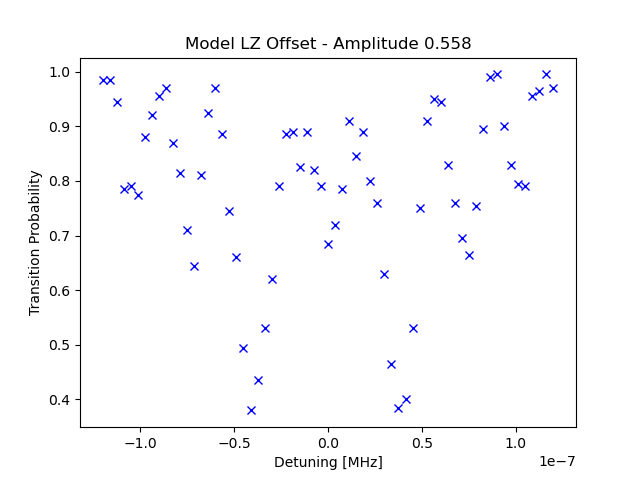 Model LZ Offset - Amplitude 0.558
1.0
0.9
0.8
0.7
0.6
0.5
0.4
Transition Probability
−1.0 −0.5 0.0 0.5 1.0
1e−7
Detuning [MHz]